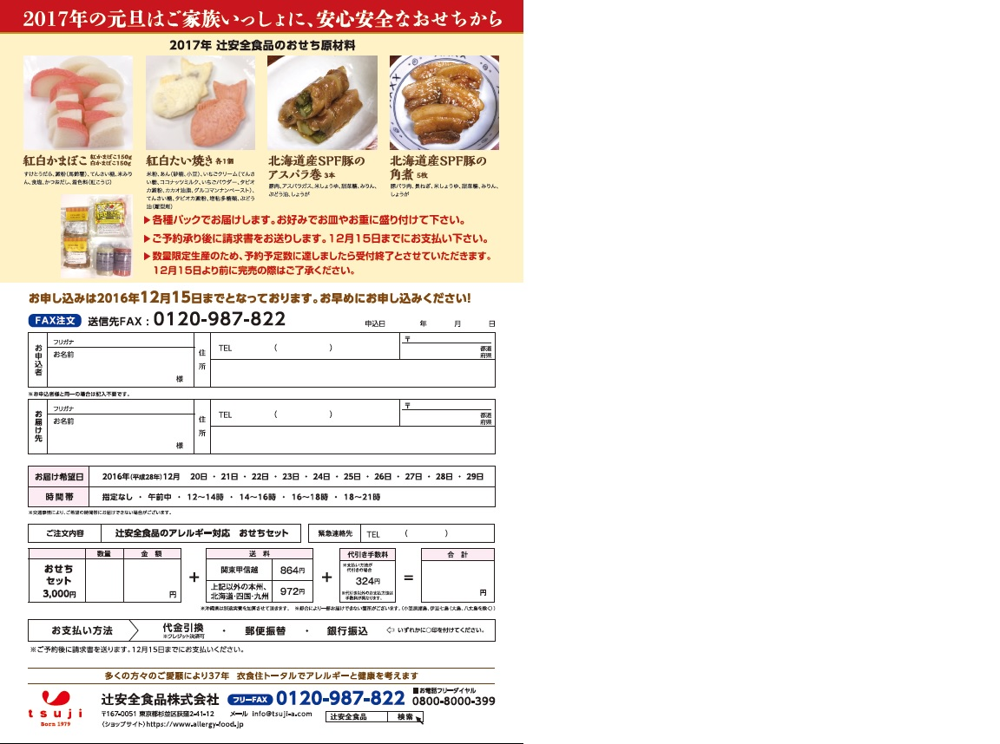 2017年の元旦はご家族いっしょに、安心安全なおせちから
2017年 辻安全食品のおせち原材料
紅白かまぼこ 紅かまぼこ150g 白かまぼこ150g
すけとうだら、澱粉(馬鈴薯)、てんさい糖、米みりん、食塩、かつおだし、着色料(紅こうじ)
紅白たい焼き 各1個
米粉、あん(砂糖、小豆)、いちごクリーム(てんさい糖、ココナッツミルク、いちごパウダー、タピオカ澱粉、カカオ油脂、グルコマンナンペースト)、てんさい糖、タピオカ澱粉、増粘多糖類、ぶどう油(離型剤)
北海道産SPF豚の
アスパラ巻 3本
豚肉、アスパラガス、米しょうゆ、甜菜糖、みりん、ぶどう油、しょうが
北海道産SPF豚の
角煮 5枚
豚バラ肉、長ねぎ、米しょうゆ、甜菜糖、みりん、しょうが
▶各種パックでお届けします。お好みでお皿やお重に盛り付けて下さい。
▶ご予約承り後に請求書をお送りします。12月15日までにお支払い下さい。
▶数量限定生産のため、予約予定数に達しましたら受付終了とさせていただきます。
12月15日より前に完売の際はご了承ください。
お申し込みは2016年12月15日までとなっております。お早めにお申し込みください!
FAX注文 送信先FAX : 0120-987-822
申込日 年 月 日
お申込者
フリガナ
お名前
様
住所
TEL ( )
〒
都道
府県
※お申込者様と同一の場合は記入不要です。
お届け先
フリガナ
お名前
様
住所
TEL ( )
〒
都道
府県
お届け希望日 2016年(平成28年)12月 20日 ・ 21日 ・ 22日 ・ 23日 ・ 24日 ・ 25日 ・ 26日 ・ 27日 ・ 28日 ・ 29日
時間帯 指定なし ・ 午前中 ・ 12〜14時 ・ 14〜16時 ・ 16〜18時 ・ 18〜21時
※交通事情により、ご希望の時間帯にお届けできない場合がございます。
ご注文内容 辻安全食品のアレルギー対応 おせちセット
緊急連絡先 TEL ( )
数量 金 額
おせち
セット
3,000円
円
+
送 料
関東甲信越 864円
上記以外の本州、
北海道・四国・九州 972円
+
代引き手数料
※支払い方法が
代引きの場合
324円
※代引き以外のお支払方法は
手数料が異なります。
=
合 計
円
※沖縄県は別途実費を加算させて頂きます。 ※都合により一部お届けできない箇所がございます。(小笠原諸島、伊豆七島(大島、八丈島を除く))
お支払い方法 代金引換 ・ 郵便振替 ・ 銀行振込 ⇦ いずれかに○印を付けてください。
※クレジット決済可
※ご予約後に請求書を送ります。12月15日までにお支払いください。
多くの方々のご愛顧により37年 衣食住トータルでアレルギーと健康を考えます
tsuji
Born 1979
辻安全食品株式会社 フリーFAX 0120-987-822
■お電話フリーダイヤル
0800-8000-399
〒167-0051 東京都杉並区荻窪2-41-12 メール info@tsuji-a.com
〈ショップサイト〉https://www.allergy-food.jp
辻安全食品 検索